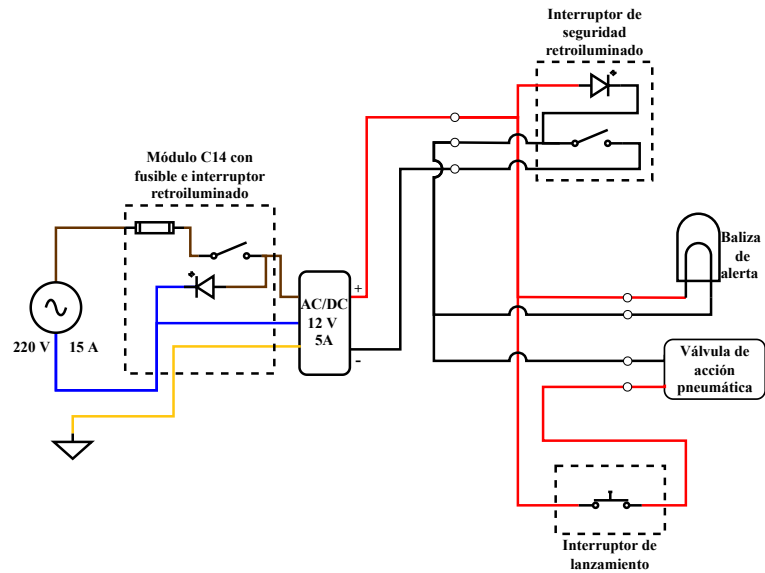 Interruptor de
seguridad
retroiluminado
Módulo C14 con
fusible e interruptor
retroiluminado
220 V 15 A
AC/DC
12 V
5A
+
-
Baliza
de
alerta
Válvula de
acción
pneumática
Interruptor de
lanzamiento